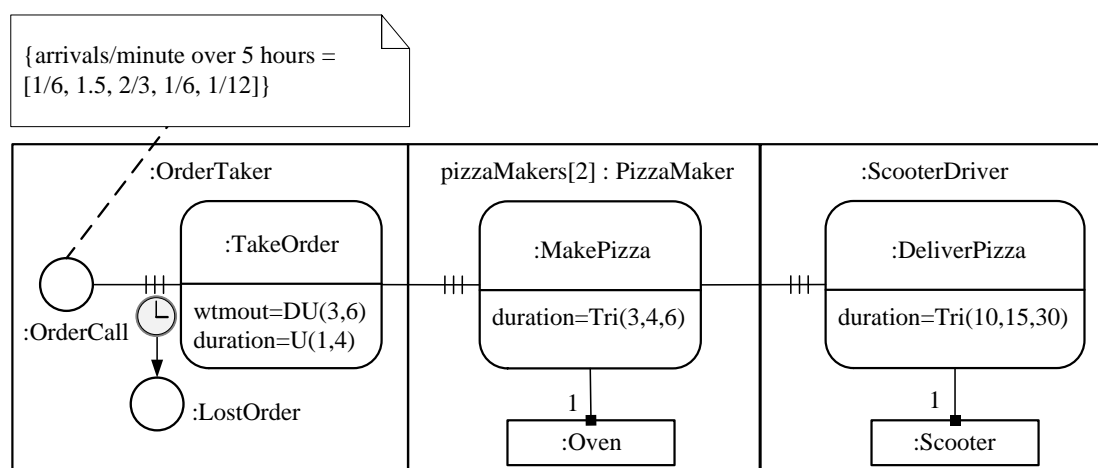 {arrivals/minute over 5 hours =
[1/6, 1.5, 2/3, 1/6, 1/12]}
:OrderTaker
pizzaMakers[2] : PizzaMaker
:ScooterDriver
:TakeOrder
:MakePizza
:DeliverPizza
wtmout=DU(3,6)
duration=U(1,4)
duration=Tri(3,4,6)
duration=Tri(10,15,30)
:OrderCall
:LostOrder
1
:Oven
1
:Scooter